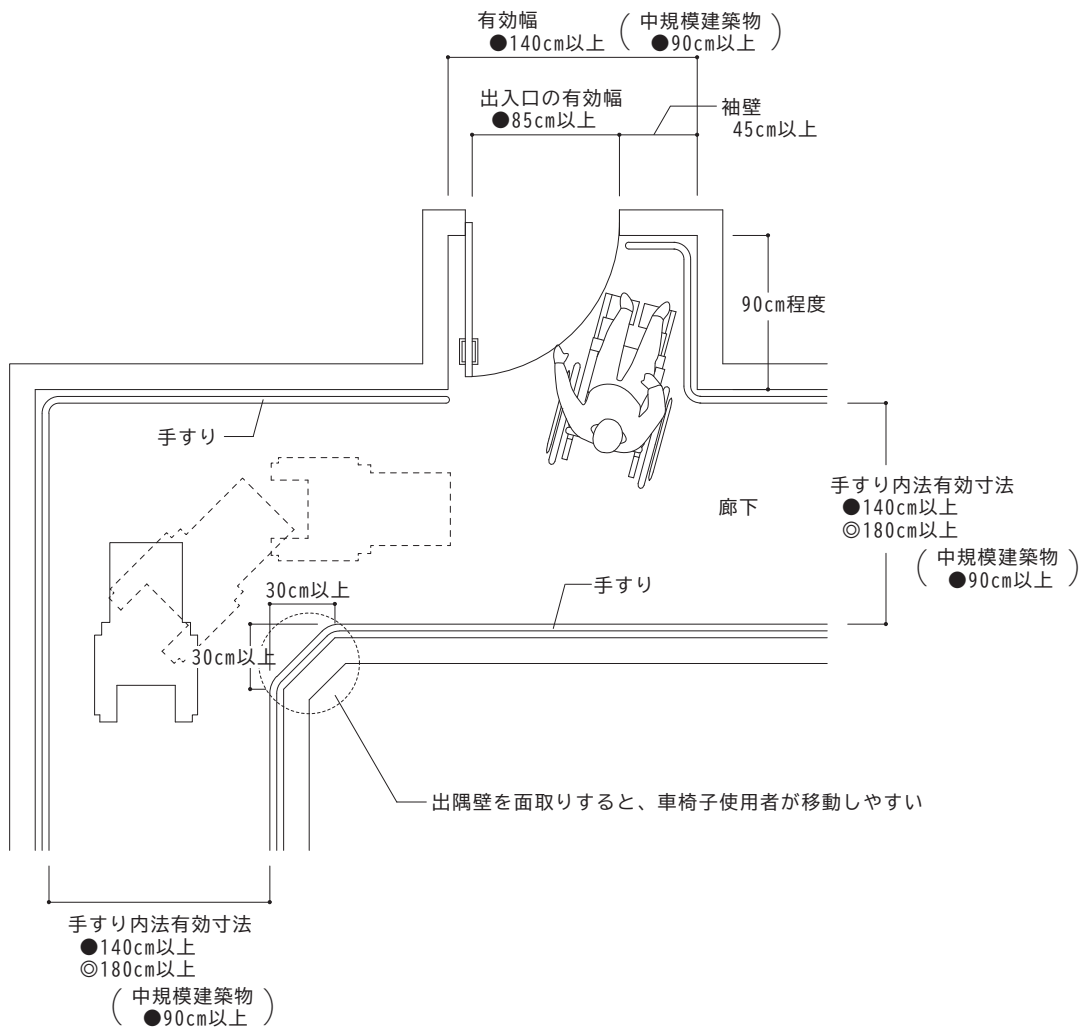 有効幅
●140cm以上
(中規模建築物
●90cm以上)
出入口の有効幅
●85cm以上
袖壁
45cm以上
90cm程度
手すり
手すり内法有効寸法
●140cm以上
◎180cm以上
(中規模建築物
●90cm以上)
廊下
30cm以上
手すり
30cm以上
出隅壁を面取りすると、車椅子使用者が移動しやすい
手すり内法有効寸法
●140cm以上
◎180cm以上
(中規模建築物
●90cm以上)